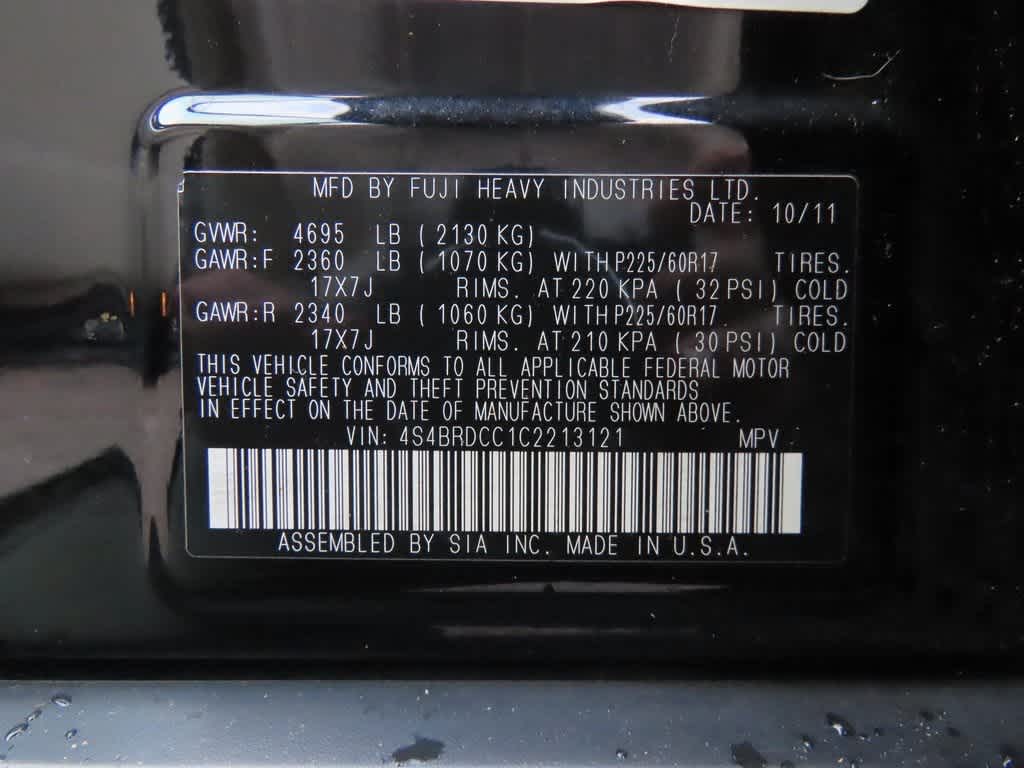 MFD BY FUJI HEAVY INDUSTRIES LTD.
DATE: 10/11
GVWR: 4695 LB ( 2130 KG)
GAWR:F 2360 LB ( 1070 KG) WITH P225/60R17 TIRES.
17X7J RIMS. AT 220 KPA ( 32 PSI) COLD
GAWR:R 2340 LB ( 1060 KG) WITH P225/60R17 TIRES.
17X7J RIMS. AT 210 KPA ( 30 PSI) COLD
THIS VEHICLE CONFORMS TO ALL APPLICABLE FEDERAL MOTOR
VEHICLE SAFETY AND THEFT PREVENTION STANDARDS
IN EFFECT ON THE DATE OF MANUFACTURE SHOWN ABOVE.
VIN: 4S4BRDCC1C2213121 MPV
ASSEMBLED BY SIA INC. MADE IN U.S.A.